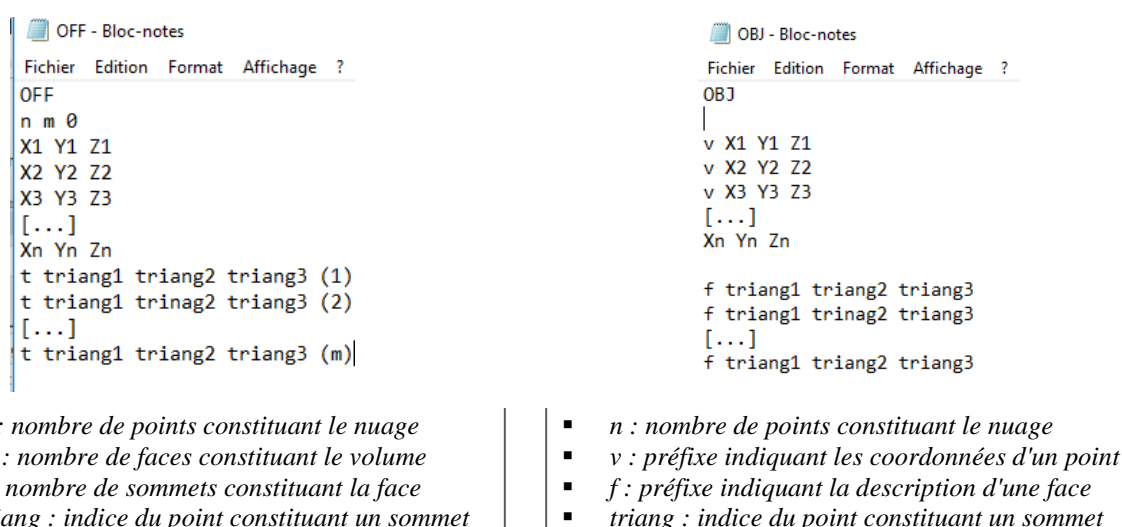 OFF - Bloc-notes
Fichier Edition Format Affichage ?
OFF
n m 0
X1 Y1 Z1
X2 Y2 Z2
X3 Y3 Z3
[...]
Xn Yn Zn
t triang1 triang2 triang3 (1)
t triang1 trinag2 triang3 (2)
[...]
t triang1 triang2 triang3 (m)
: nombre de points constituant le nuage
: nombre de faces constituant le volume
nombre de sommets constituant la face
ang : indice du point constituant un sommet
OBJ - Bloc-notes
Fichier Edition Format Affichage ?
OBJ
v X1 Y1 Z1
v X2 Y2 Z2
v X3 Y3 Z3
[...]
Xn Yn Zn
f triang1 triang2 triang3
f triang1 trinag2 triang3
[...]
f triang1 triang2 triang3
▪ n : nombre de points constituant le nuage
▪ v : préfixe indiquant les coordonnées d'un point
▪ f : préfixe indiquant la description d'une face
▪ triang : indice du point constituant un sommet